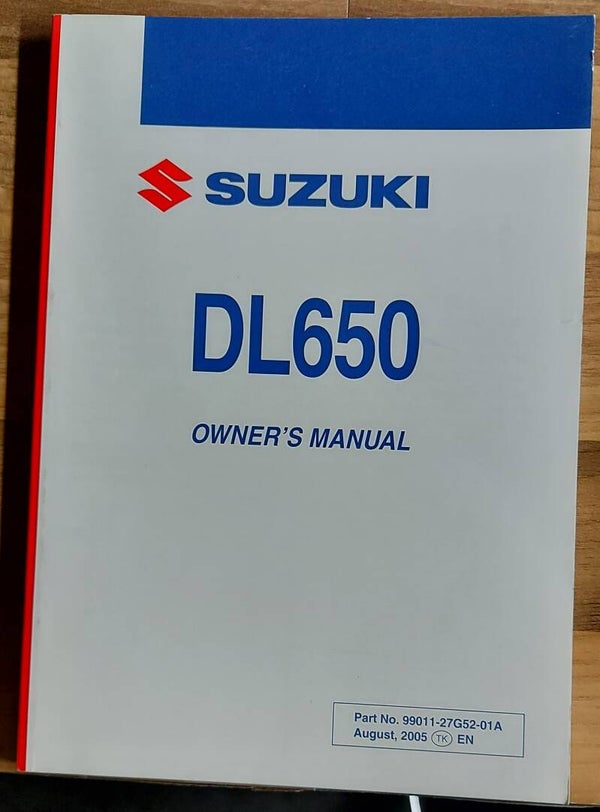 SUZUKI
DL650
OWNER'S MANUAL
Part No. 99011-27G52-01A
August, 2005 TK EN